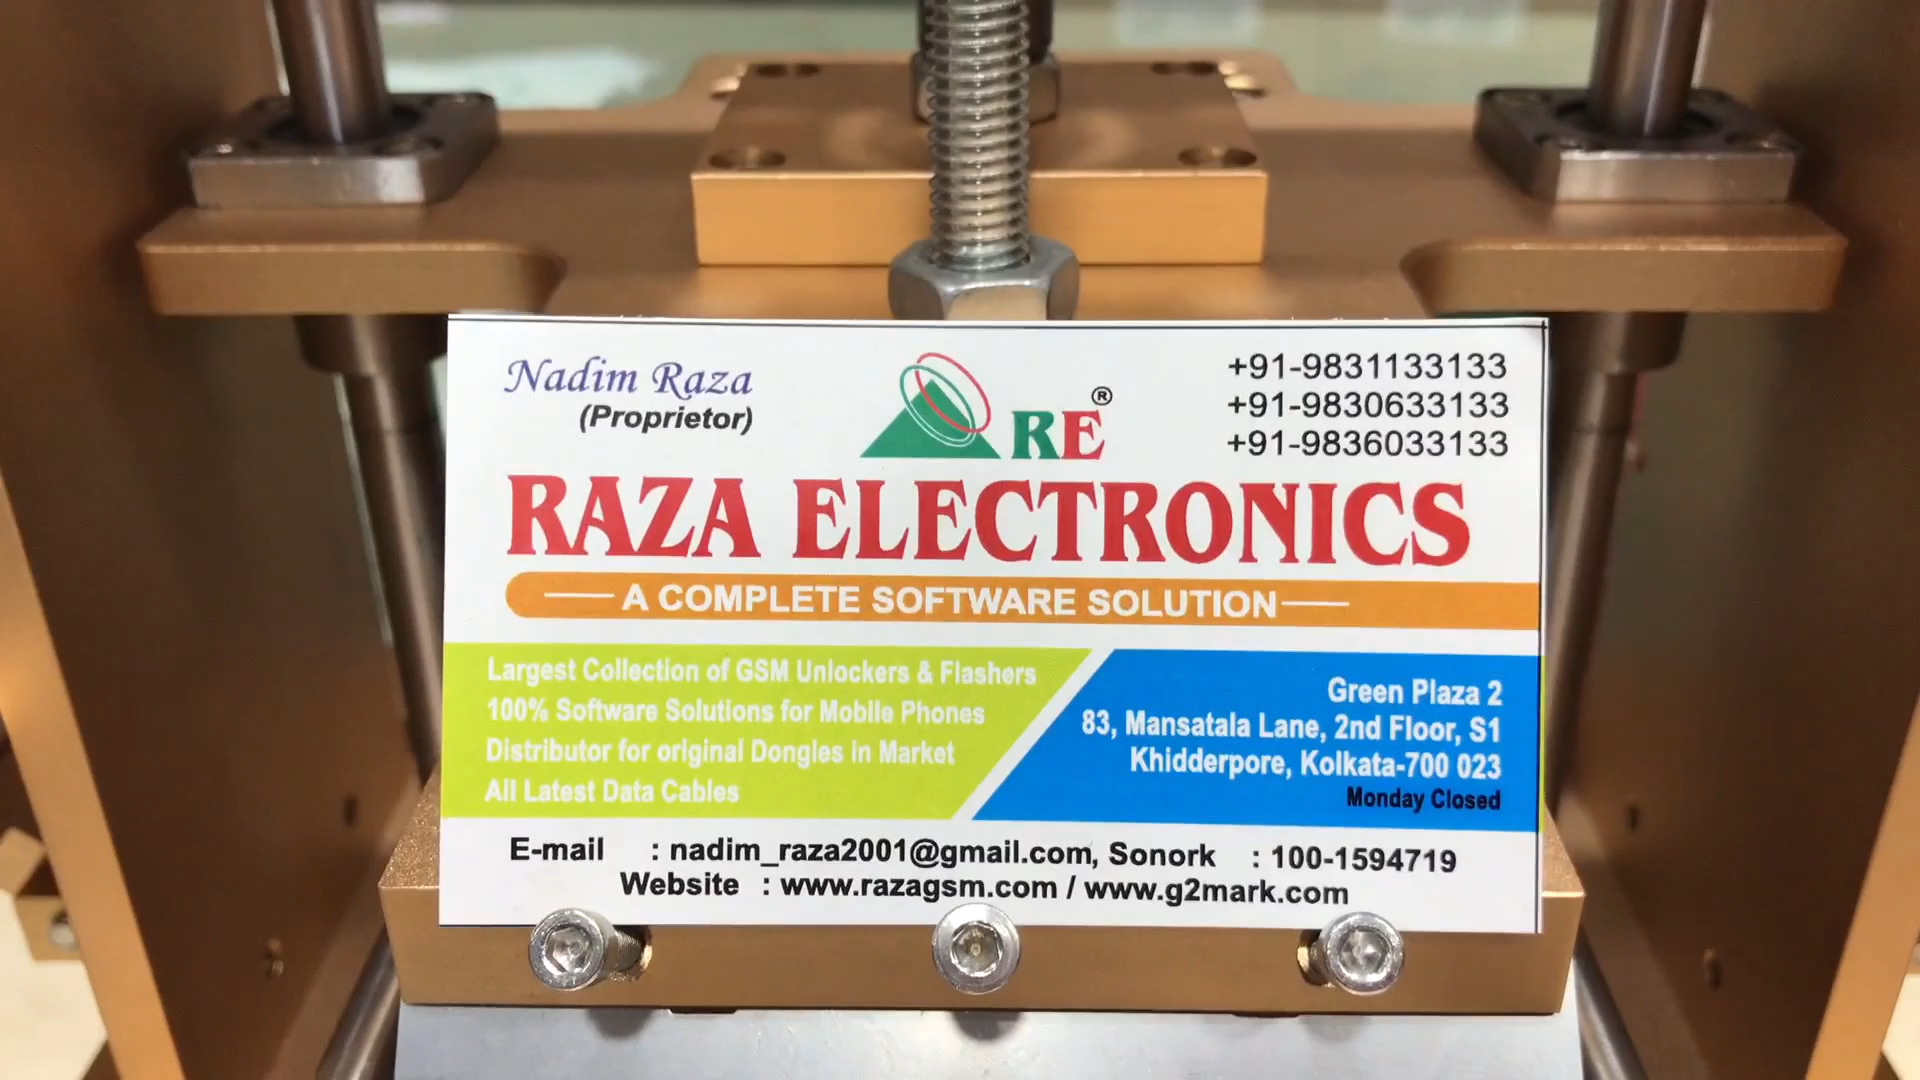 Nadim Raza
(Proprietor)
RE®
+91-9831133133
+91-9830633133
+91-9836033133
RAZA ELECTRONICS
A COMPLETE SOFTWARE SOLUTION
Largest Collection of GSM Unlockers & Flashers
100% Software Solutions for Mobile Phones
Distributor for original Dongles in Market
All Latest Data Cables
Green Plaza 2
83, Mansatala Lane, 2nd Floor, S1
Khidderpore, Kolkata-700 023
Monday Closed
E-mail : nadim_raza2001@gmail.com, Sonork : 100-1594719
Website : www.razagsm.com / www.g2mark.com